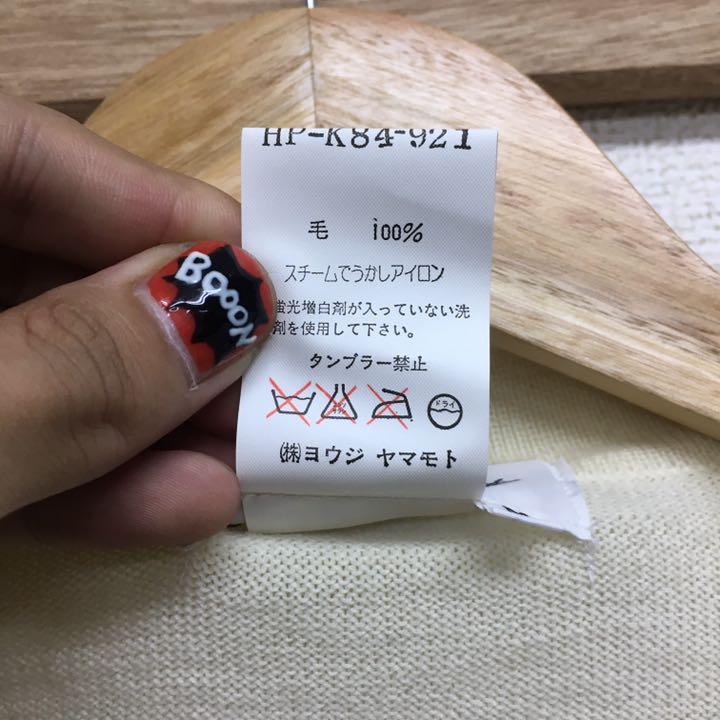 HP-K84-921
毛 100%
スチームでうかしアイロン
光増白剤が入っていない洗
剤を使用して下さい。
タンブラー禁止
ドライ
(株)ヨウジ ヤマモト
BOOON